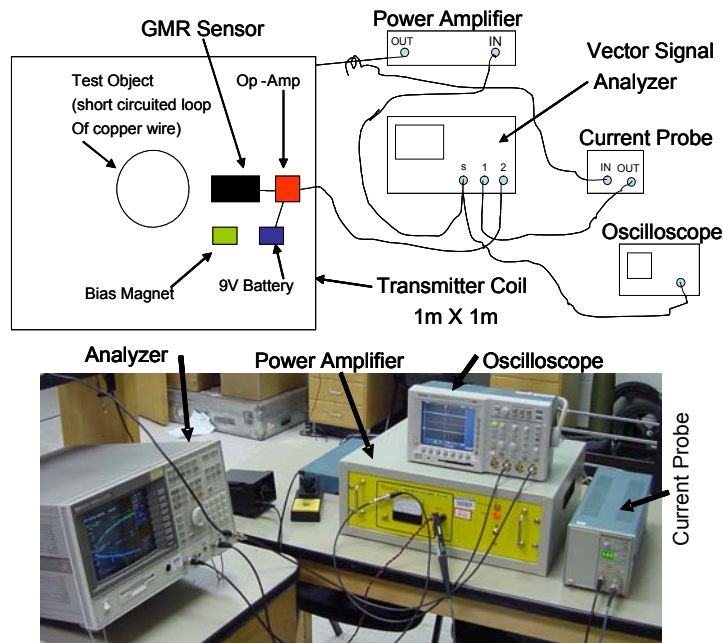 Power Amplifier
OUT
IN
GMR Sensor
Vector Signal
Analyzer
Test Object
(short circuited loop
Of copper wire)
Op -Amp
S
1
2
Current Probe
IN
OUT
Oscilloscope
Bias Magnet
9V Battery
Transmitter Coil
1m X 1m
Analyzer
Power Amplifier
Oscilloscope
Current Probe